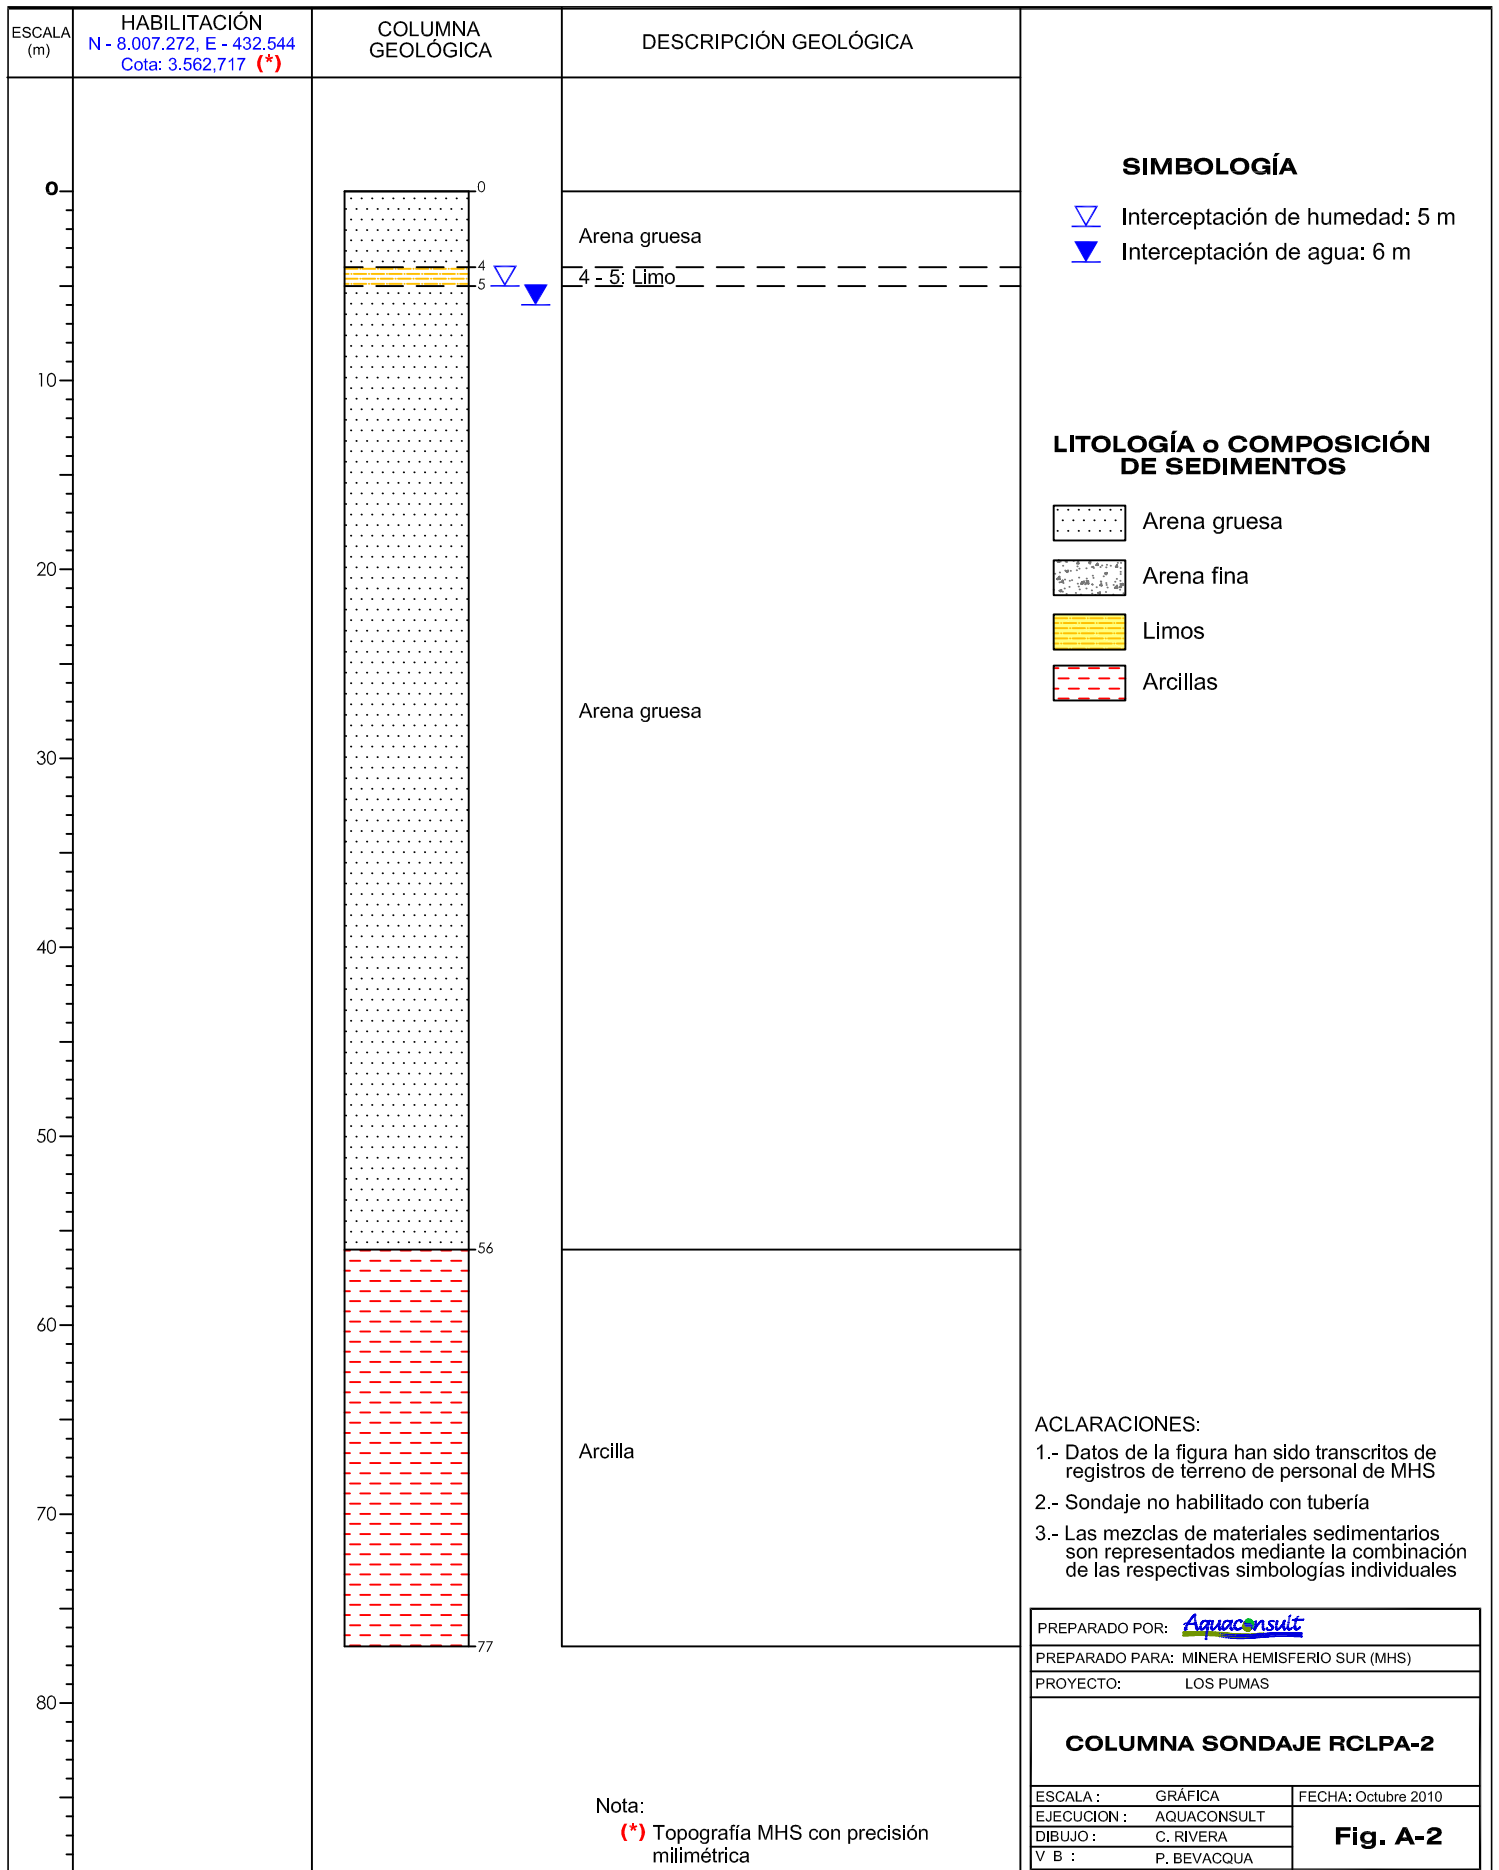 ESCALA
(m)
HABILITACIÓN
N - 8.007.272, E - 432.544
Cota: 3.562,717 (*)
COLUMNA
GEOLÓGICA
DESCRIPCIÓN GEOLÓGICA
0
10
20
30
40
50
60
70
80
0
4
5
56
77
Arena gruesa
4 - 5: Limo
Arena gruesa
Arcilla
Nota:
(*) Topografía MHS con precisión
milimétrica
SIMBOLOGÍA
Interceptación de humedad: 5 m
Interceptación de agua: 6 m
LITOLOGÍA o COMPOSICIÓN
DE SEDIMENTOS
Arena gruesa
Arena fina
Limos
Arcillas
ACLARACIONES:
1.- Datos de la figura han sido transcritos de
registros de terreno de personal de MHS
2.- Sondaje no habilitado con tubería
3.- Las mezclas de materiales sedimentarios
son representados mediante la combinación
de las respectivas simbologías individuales
PREPARADO POR: Aquaconsult
PREPARADO PARA: MINERA HEMISFERIO SUR (MHS)
PROYECTO: LOS PUMAS
COLUMNA SONDAJE RCLPA-2
ESCALA : GRÁFICA
FECHA: Octubre 2010
EJECUCION : AQUACONSULT
DIBUJO : C. RIVERA
V B : P. BEVACQUA
Fig. A-2